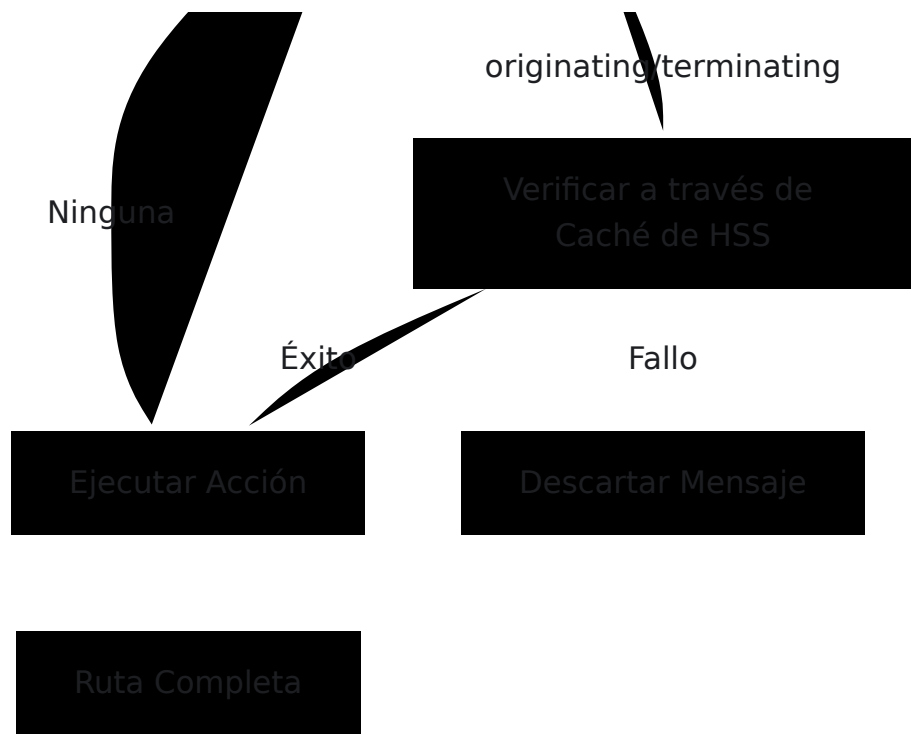 originating/terminating
Verificar a través de
Caché de HSS
Ninguna
Éxito
Fallo
Ejecutar Acción
Descartar Mensaje
Ruta Completa